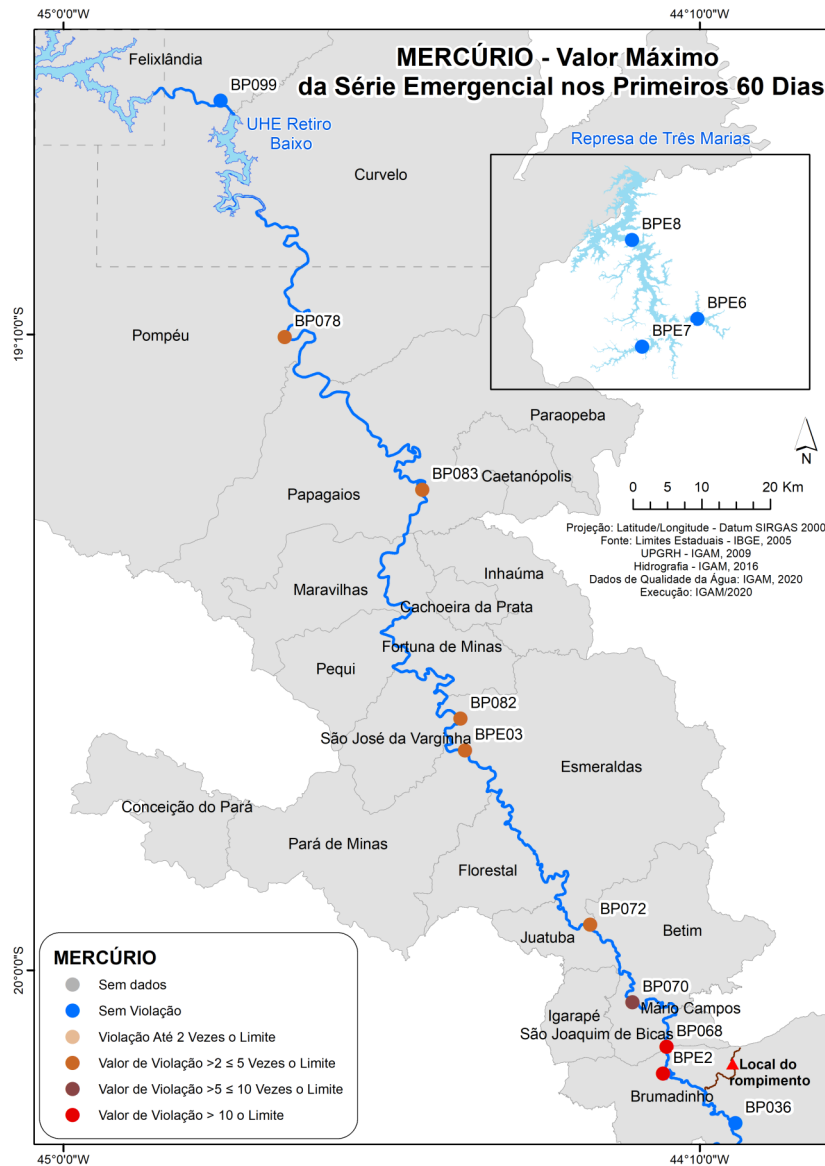 45°0'0"W
44°10'0"W
MERCÚRIO - Valor Máximo
da Série Emergencial nos Primeiros 60 Dias
Felixlândia
BP099
UHE Retiro
Baixo
Represa de Três Marias
Curvelo
BPE8
BPE6
BPE7
19°10'0"S
Pompéu
BP078
Paraopeba
BP083
Caetanópolis
Papagaios
N
0 5 10 20 Km
Projeção: Latitude/Longitude - Datum SIRGAS 2000
Fonte: Limites Estaduais - IBGE, 2005
UPGRH - IGAM, 2009
Hidrografia - IGAM, 2016
Dados de Qualidade da Água: IGAM, 2020
Execução: IGAM/2020
Inhaúma
Maravilhas
Cachoeira da Prata
Fortuna de Minas
Pequi
BP082
São José da Varginha
BPE03
Esmeraldas
Conceição do Pará
Pará de Minas
Florestal
BP072
Juatuba
Betim
20°0'0"S
BP070
Mário Campos
Igarapé
São Joaquim de Bicas
BP068
BPE2
Local do
rompimento
Brumadinho
BP036
MERCÚRIO
Sem dados
Sem Violação
Violação Até 2 Vezes o Limite
Valor de Violação >2 ≤ 5 Vezes o Limite
Valor de Violação >5 ≤ 10 Vezes o Limite
Valor de Violação > 10 o Limite
45°0'0"W
44°10'0"W